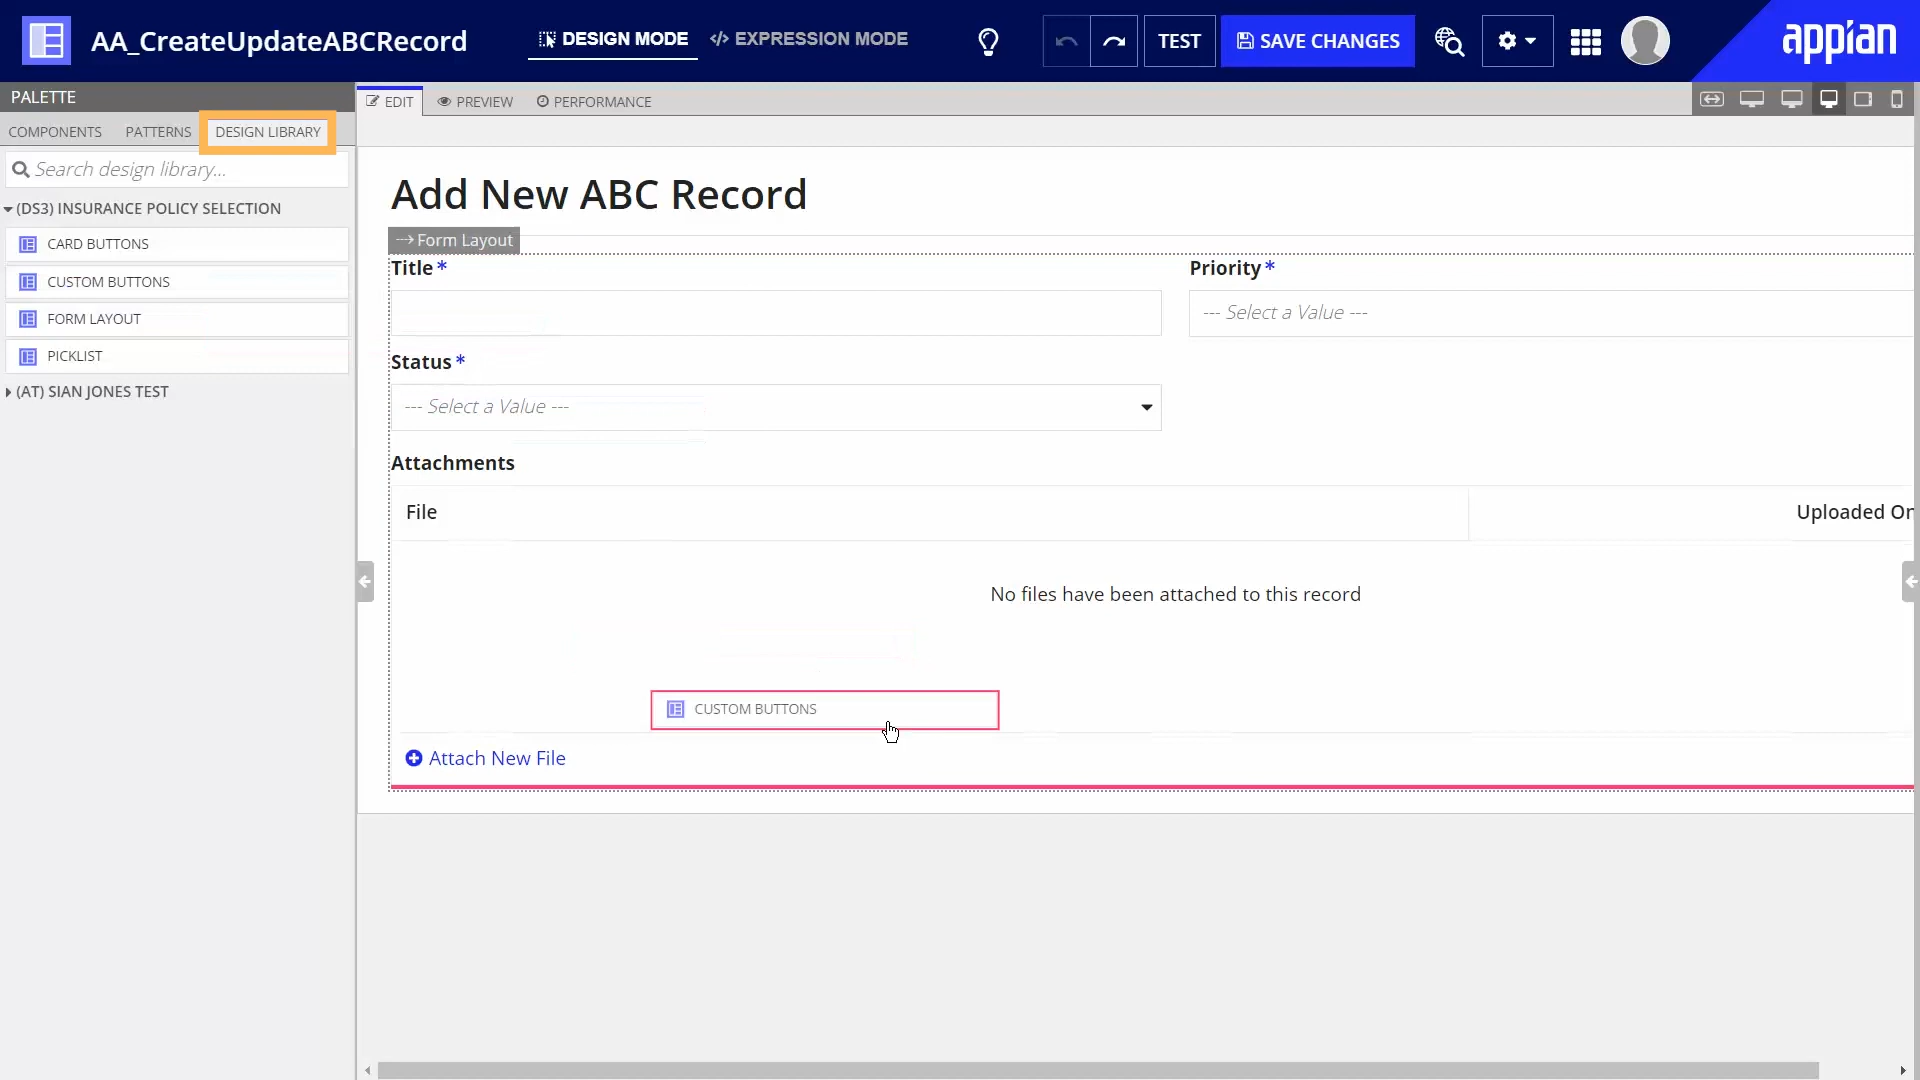 AA_CreateUpdateABCRecord
DESIGN MODE
</> EXPRESSION MODE
TEST
SAVE CHANGES
appian
PALETTE
EDIT
PREVIEW
PERFORMANCE
COMPONENTS
PATTERNS
DESIGN LIBRARY
Search design library...
(DS3) INSURANCE POLICY SELECTION
CARD BUTTONS
CUSTOM BUTTONS
FORM LAYOUT
PICKLIST
(AT) SIAN JONES TEST
Add New ABC Record
Form Layout
Title *
Priority *
--- Select a Value ---
Status *
--- Select a Value ---
Attachments
File
Uploaded On
No files have been attached to this record
CUSTOM BUTTONS
Attach New File